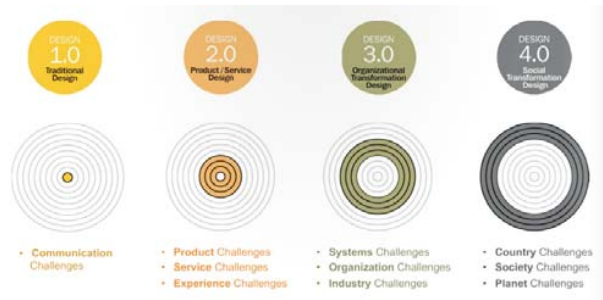 DESIGN
1.0
Traditional
Design
DESIGN
2.0
Product / Service
Design
DESIGN
3.0
Organizational
Transformation
Design
DESIGN
4.0
Social
Transformation
Design
• Communication
Challenges
• Product Challenges
• Service Challenges
• Experience Challenges
• Systems Challenges
• Organization Challenges
• Industry Challenges
• Country Challenges
• Society Challenges
• Planet Challenges